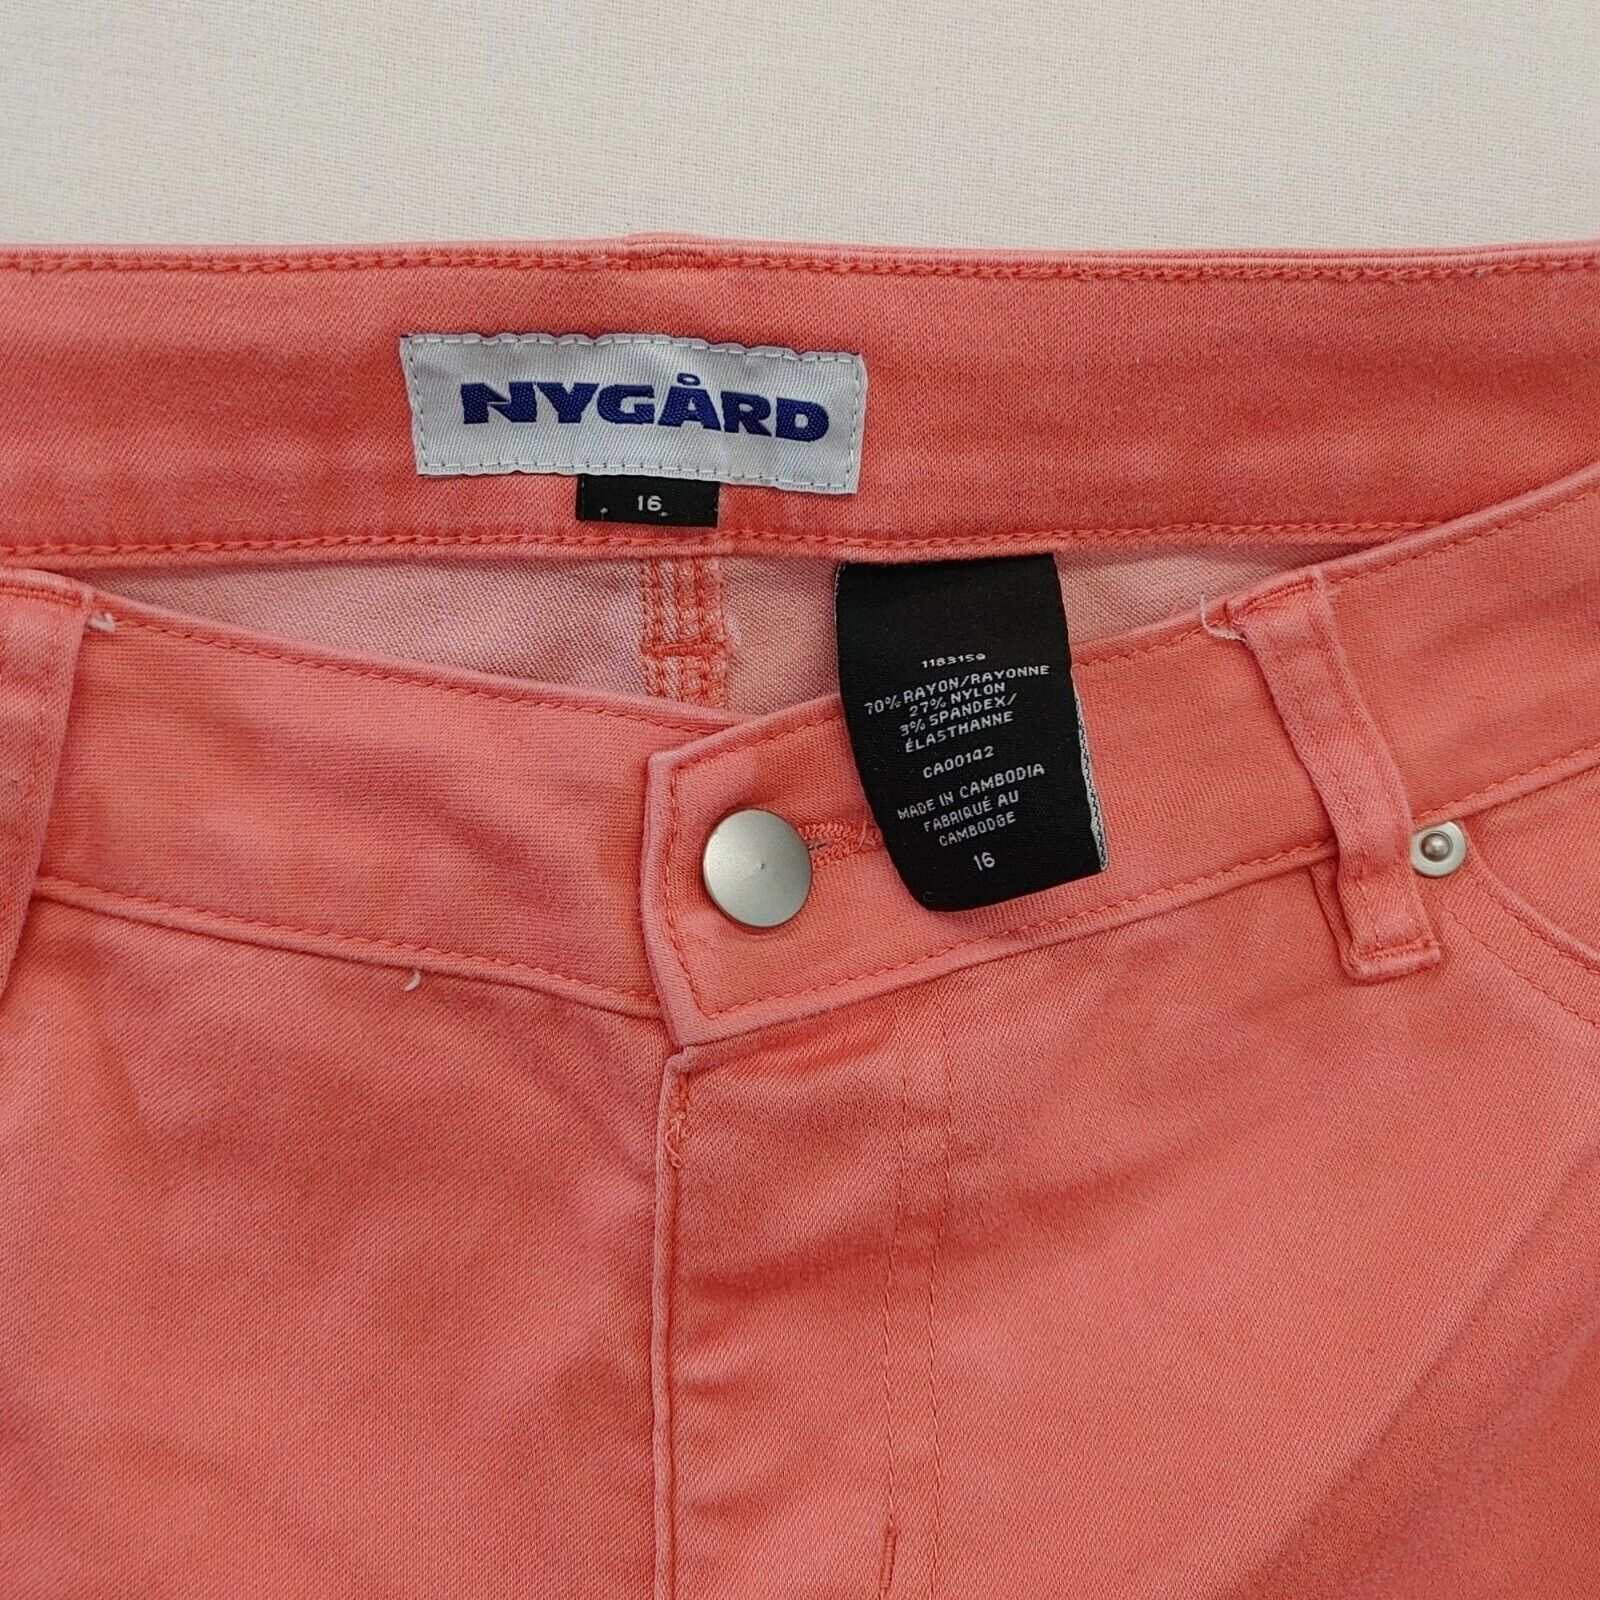 NYGÅRD
16
1183159
70% RAYON/RAYONNE
27% NYLON
3% SPANDEX/
ÉLASTHANNE
CA00142
MADE IN CAMBODIA
FABRIQUÉ AU
CAMBODGE
16